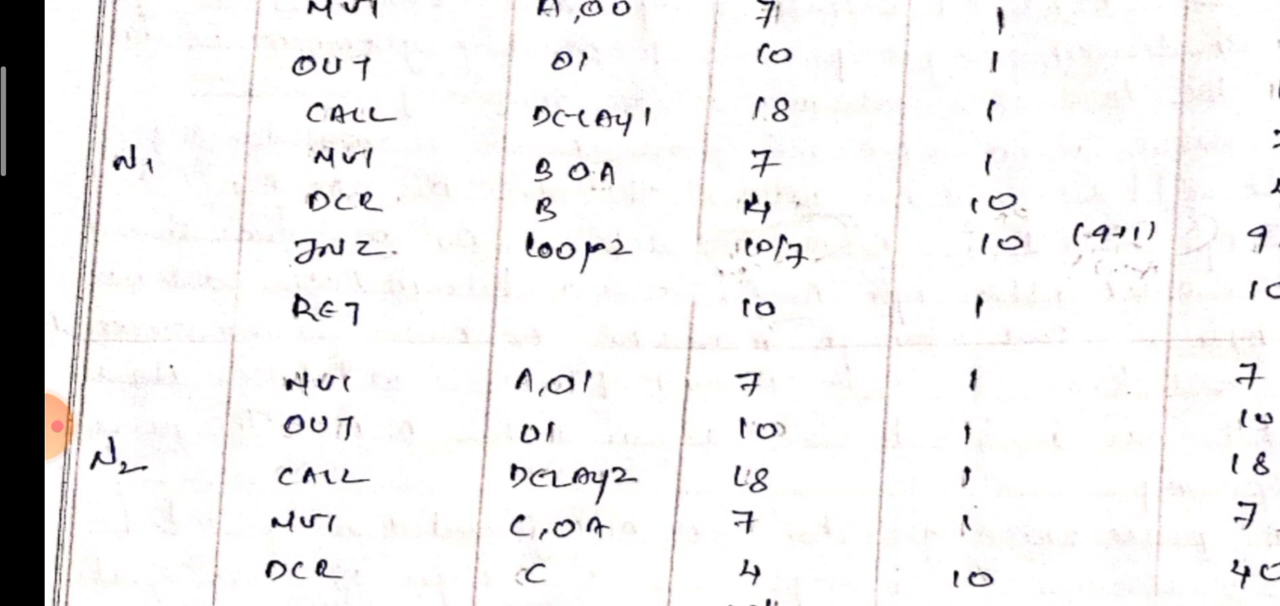 MVI A,00 7 1
OUT 01 10 1
CALL DELAY1 18 1
N1 MVI B 0A 7 1
DCR B 4 10
JNZ. loop2 10/7 10 (9+1) 9
RET 10 1 10
MVI A,01 7 1 7
OUT 01 10 1 10
N2 CALL DELAY2 18 1 18
MVI C,0A 7 1 7
DCR C 4 10 40